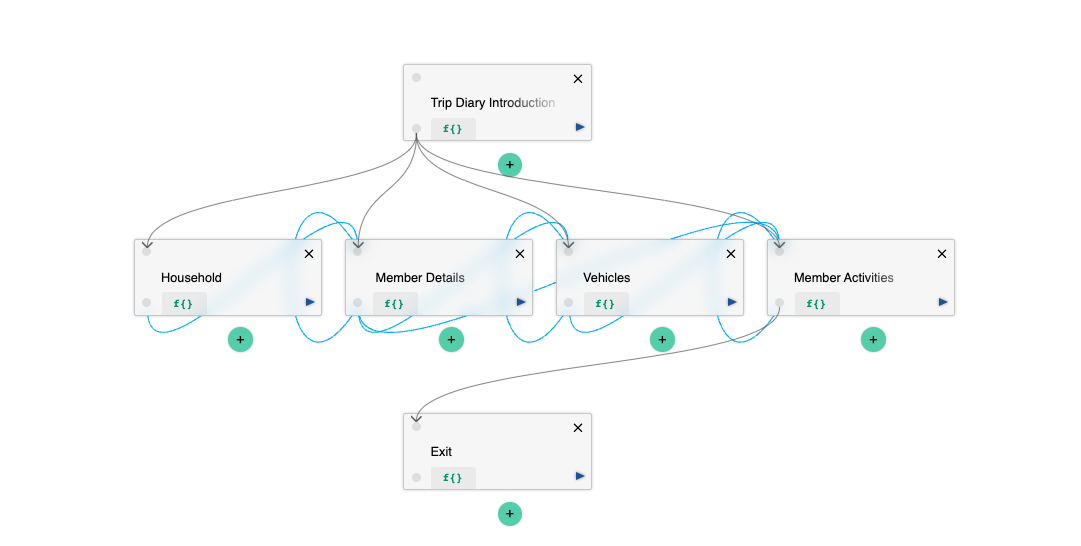 Trip Diary Introduction
f{}
+
Household
f{}
+
Member Details
f{}
+
Vehicles
f{}
+
Member Activities
f{}
+
Exit
f{}
+